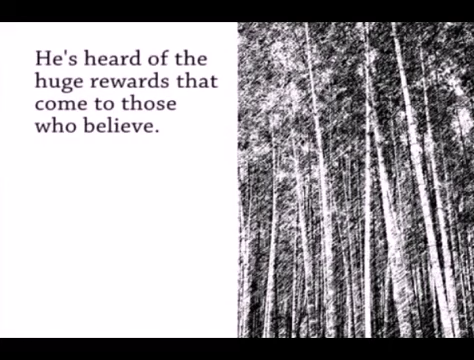 He's heard of the
huge rewards that
come to those
who believe.